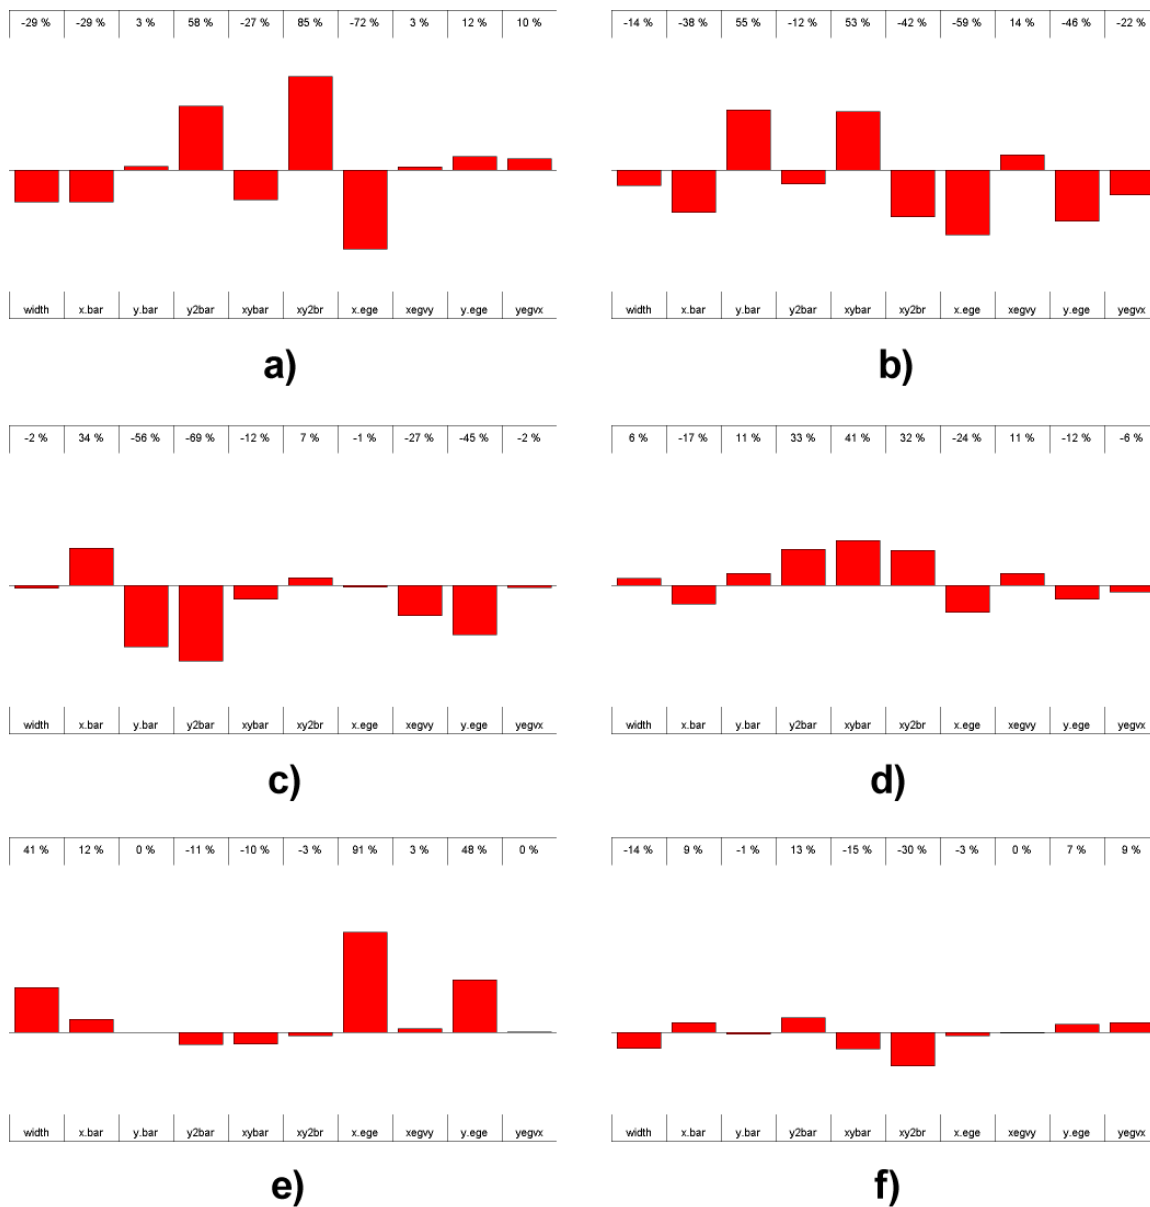 -29 % -29 % 3 % 58 % -27 % 85 % -72 % 3 % 12 % 10 %
width x.bar y.bar y2bar xybar xy2br x.ege xegvy y.ege yegvx
a)
-14 % -38 % 55 % -12 % 53 % -42 % -59 % 14 % -46 % -22 %
width x.bar y.bar y2bar xybar xy2br x.ege xegvy y.ege yegvx
b)
-2 % 34 % -56 % -69 % -12 % 7 % -1 % -27 % -45 % -2 %
width x.bar y.bar y2bar xybar xy2br x.ege xegvy y.ege yegvx
c)
6 % -17 % 11 % 33 % 41 % 32 % -24 % 11 % -12 % -6 %
width x.bar y.bar y2bar xybar xy2br x.ege xegvy y.ege yegvx
d)
41 % 12 % 0 % -11 % -10 % -3 % 91 % 3 % 48 % 0 %
width x.bar y.bar y2bar xybar xy2br x.ege xegvy y.ege yegvx
e)
-14 % 9 % -1 % 13 % -15 % -30 % -3 % 0 % 7 % 9 %
width x.bar y.bar y2bar xybar xy2br x.ege xegvy y.ege yegvx
f)